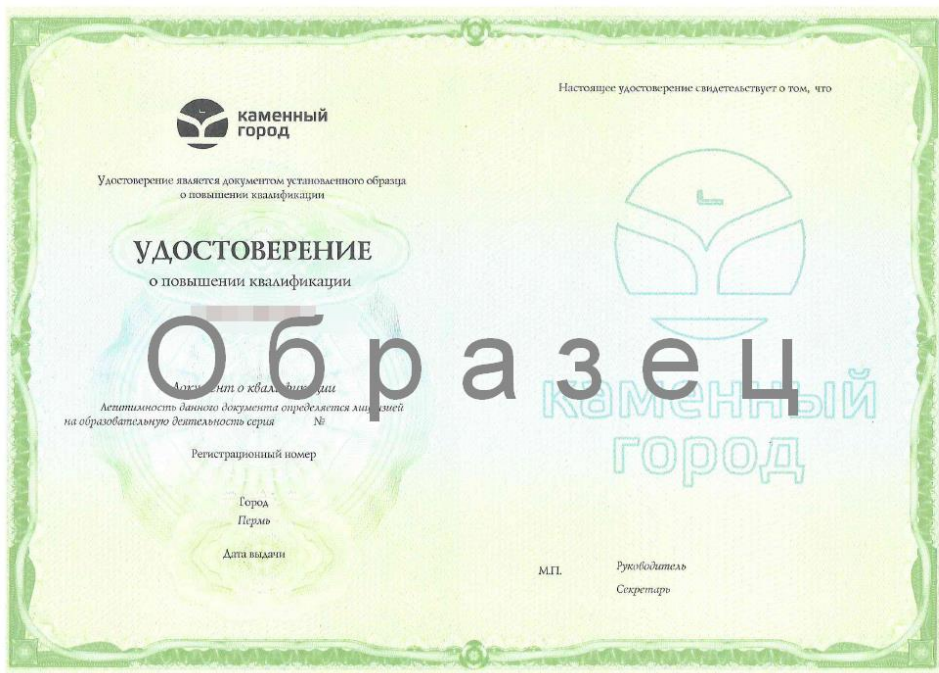 каменный
город
Удостоверение является документом установленного образца
о повышении квалификации
УДОСТОВЕРЕНИЕ
о повышении квалификации
Документ о квалификации
Легитимность данного документа определяется лицензией
на образовательную деятельность серия №
Регистрационный номер
Город
Пермь
Дата выдачи
Образец
Настоящее удостоверение свидетельствует о том, что
каменный
город
М.П.
Руководитель
Секретарь